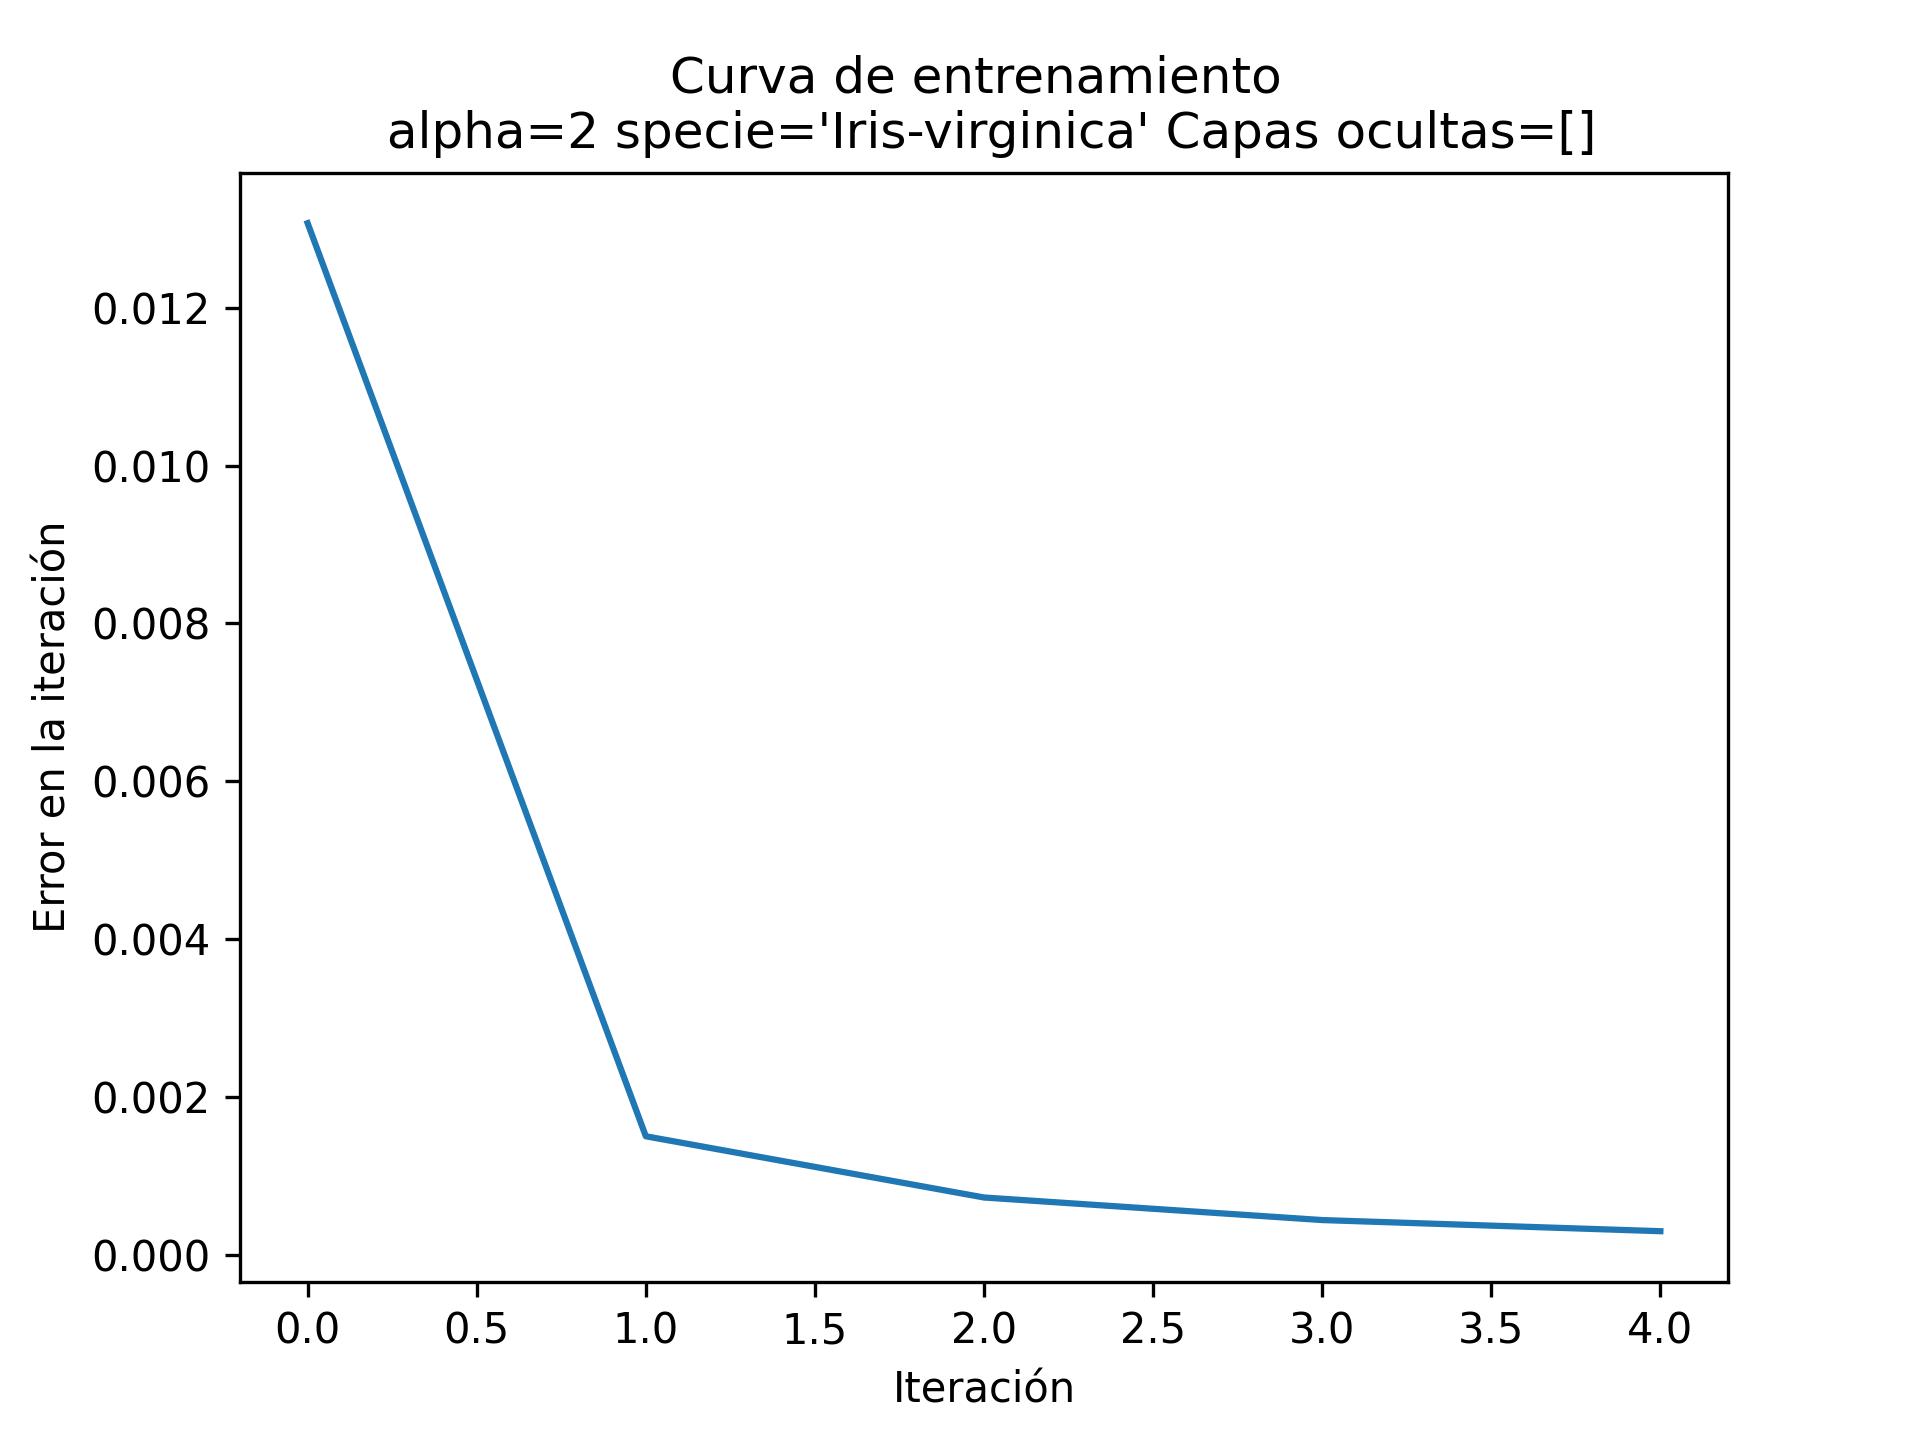 Curva de entrenamiento
alpha=2 specie='Iris-virginica' Capas ocultas=[]
Error en la iteración
0.012
0.010
0.008
0.006
0.004
0.002
0.000
0.0 0.5 1.0 1.5 2.0 2.5 3.0 3.5 4.0
Iteración